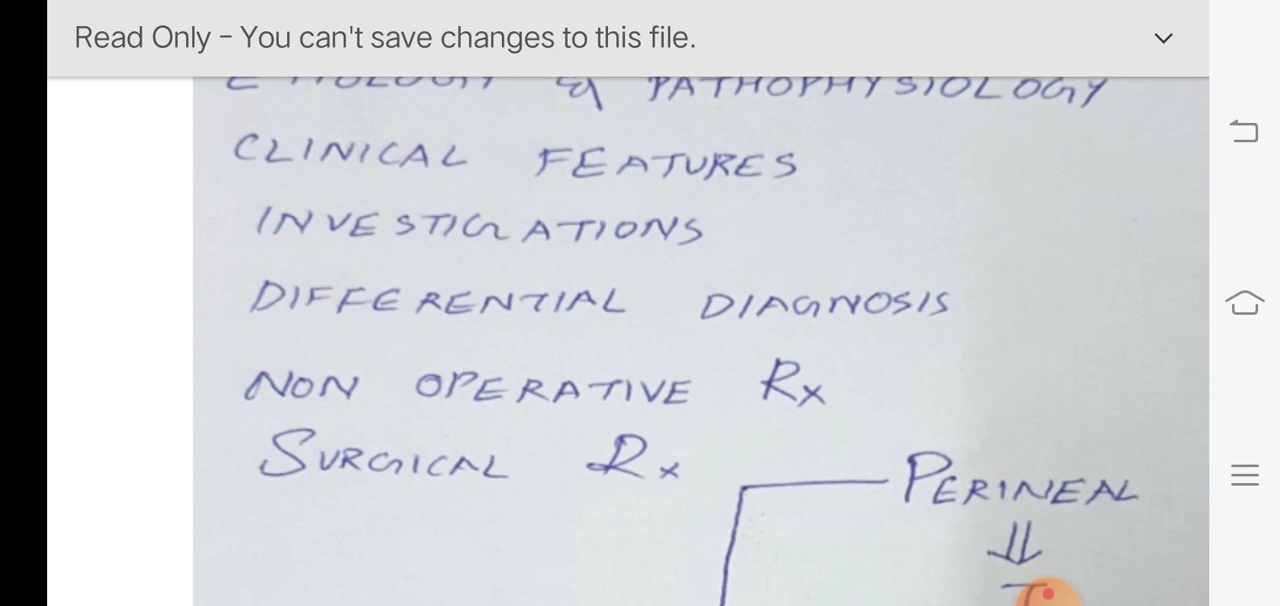 Read Only - You can't save changes to this file.
ETIOLOGY & PATHOPHYSIOLOGY
CLINICAL FEATURES
INVESTIGATIONS
DIFFERENTIAL DIAGNOSIS
NON OPERATIVE Rx
SURGICAL Rx
PERINEAL